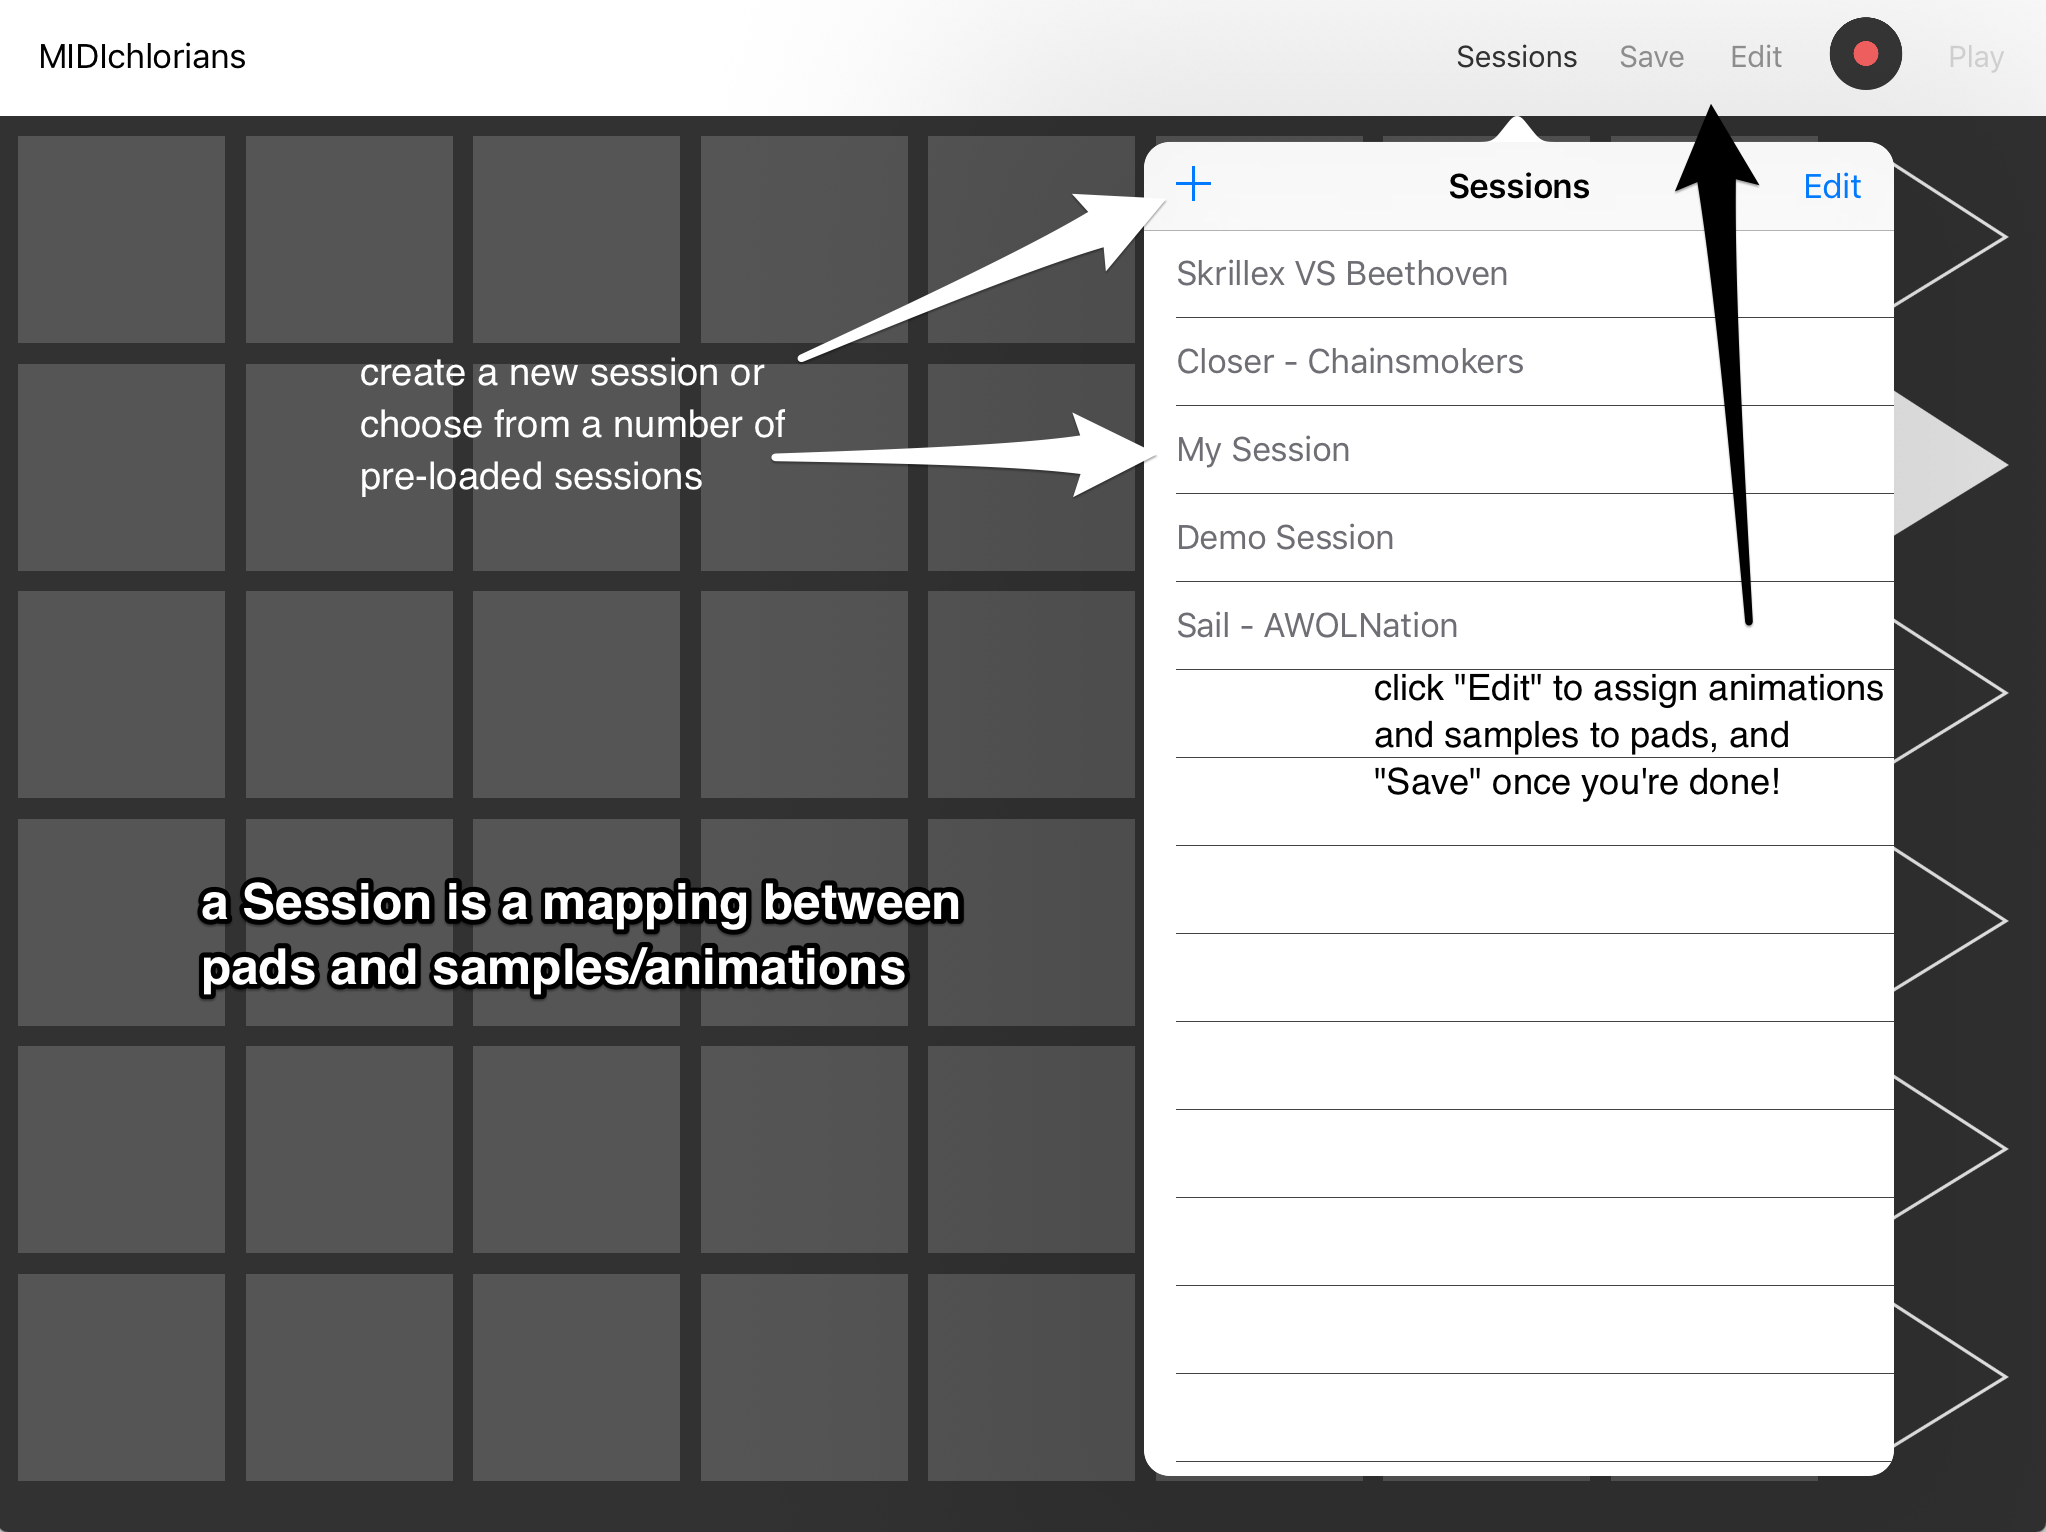 MIDIchlorians
Sessions Save Edit Play
Sessions Edit
Skrillex VS Beethoven
Closer - Chainsmokers
My Session
Demo Session
Sail - AWOLNation
create a new session or
choose from a number of
pre-loaded sessions
click "Edit" to assign animations
and samples to pads, and
"Save" once you're done!
a Session is a mapping between
pads and samples/animations